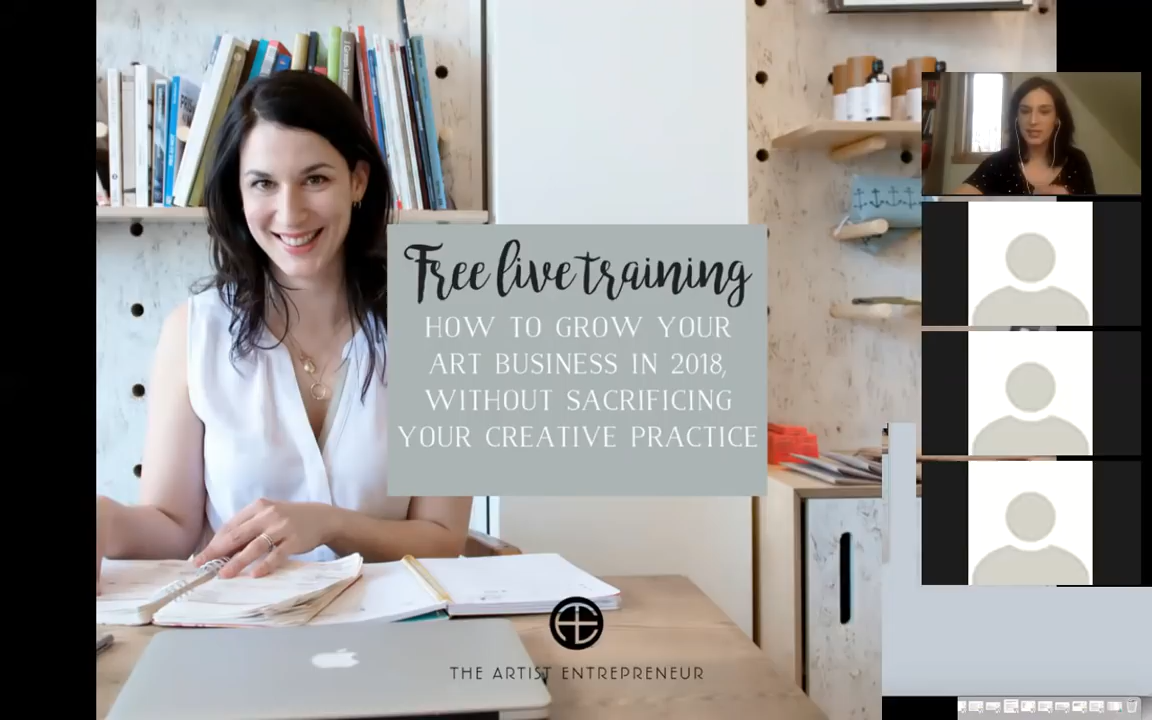 Free live training
HOW TO GROW YOUR
ART BUSINESS IN 2018,
WITHOUT SACRIFICING
YOUR CREATIVE PRACTICE
THE ARTIST ENTREPRENEUR